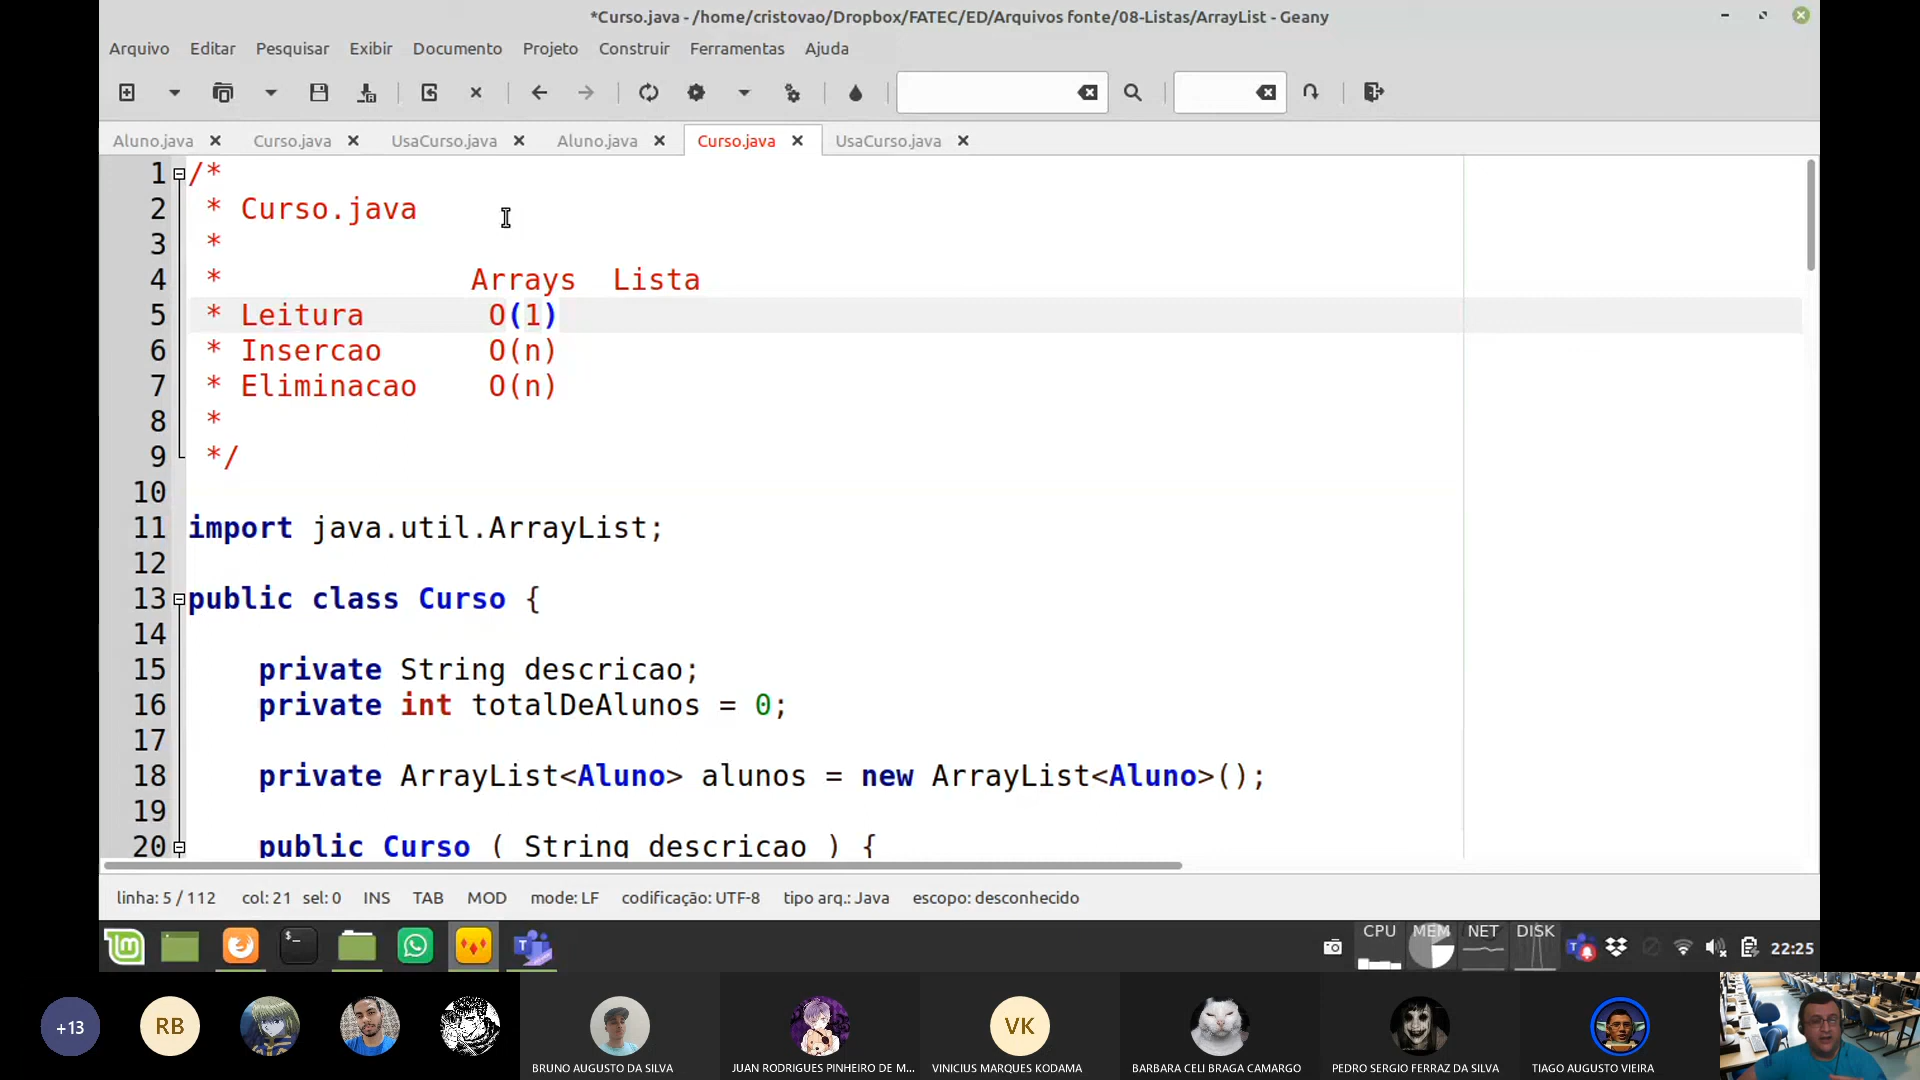 *Curso.java - /home/cristovao/Dropbox/FATEC/ED/Arquivos fonte/08-Listas/ArrayList - Geany
Arquivo Editar Pesquisar Exibir Documento Projeto Construir Ferramentas Ajuda
Aluno.java Curso.java UsaCurso.java Aluno.java Curso.java UsaCurso.java
1 /*
2 * Curso.java
3 *
4 * Arrays Lista
5 * Leitura O(1)
6 * Insercao O(n)
7 * Eliminacao O(n)
8 *
9 */
10
11 import java.util.ArrayList;
12
13 public class Curso {
14
15 private String descricao;
16 private int totalDeAlunos = 0;
17
18 private ArrayList<Aluno> alunos = new ArrayList<Aluno>();
19
20 public Curso ( String descricao ) {
linha: 5 / 112 col: 21 sel: 0 INS TAB MOD mode: LF codificação: UTF-8 tipo arq.: Java escopo: desconhecido
CPU MEM NET DISK 22:25
+13 RB VK
BRUNO AUGUSTO DA SILVA JUAN RODRIGUES PINHEIRO DE M... VINICIUS MARQUES KODAMA BARBARA CELI BRAGA CAMARGO PEDRO SERGIO FERRAZ DA SILVA TIAGO AUGUSTO VIEIRA